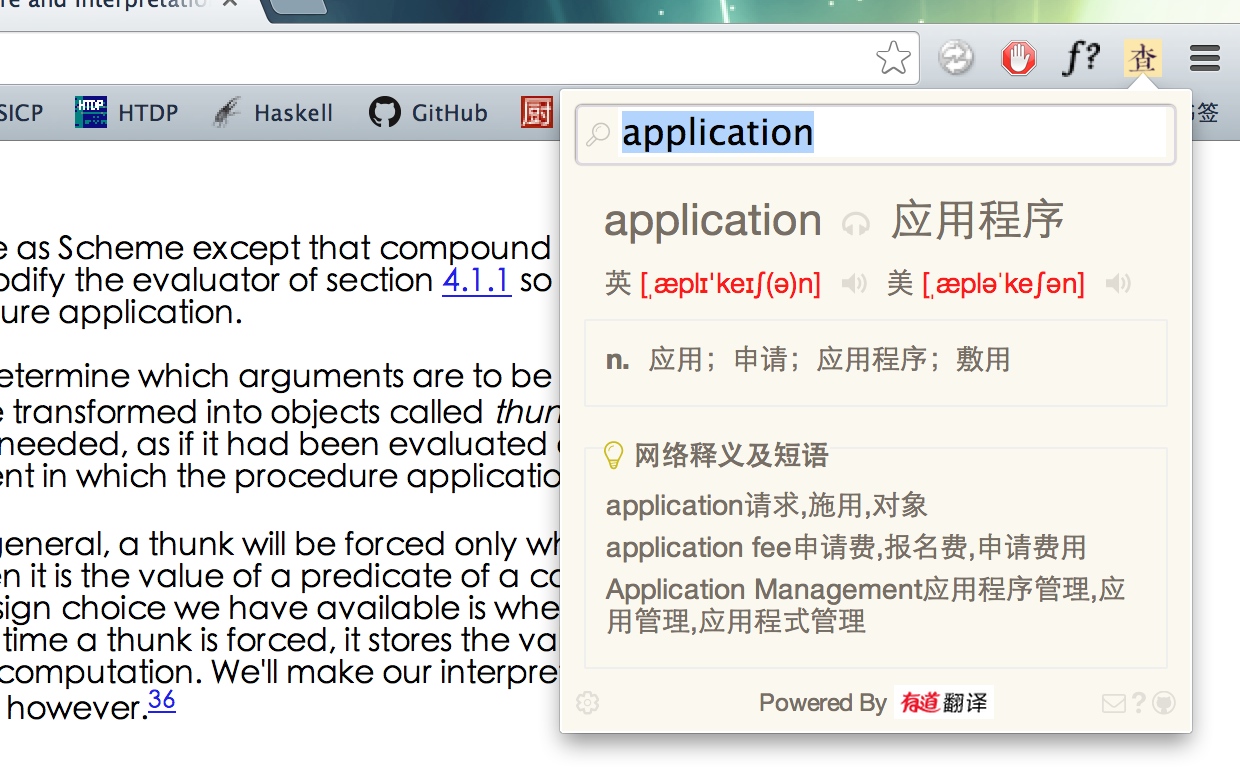 re and Interpretatio
f?
查
SICP
HTDP
HTDP
Haskell
GitHub
厨
签
application
application 应用程序
英 [ˌæplɪˈkeɪʃ(ə)n] 美 [ˌæpləˈkeʃən]
n. 应用；申请；应用程序；敷用
网络释义及短语
application请求,施用,对象
application fee申请费,报名费,申请费用
Application Management应用程序管理,应
用管理,应用程式管理
Powered By 有道翻译
?
e as Scheme except that compound
odify the evaluator of section 4.1.1 so
ure application.
etermine which arguments are to be
e transformed into objects called thun
needed, as if it had been evaluated
ent in which the procedure applicatio
general, a thunk will be forced only wh
en it is the value of a predicate of a co
sign choice we have available is whe
time a thunk is forced, it stores the va
computation. We'll make our interpre
however.36